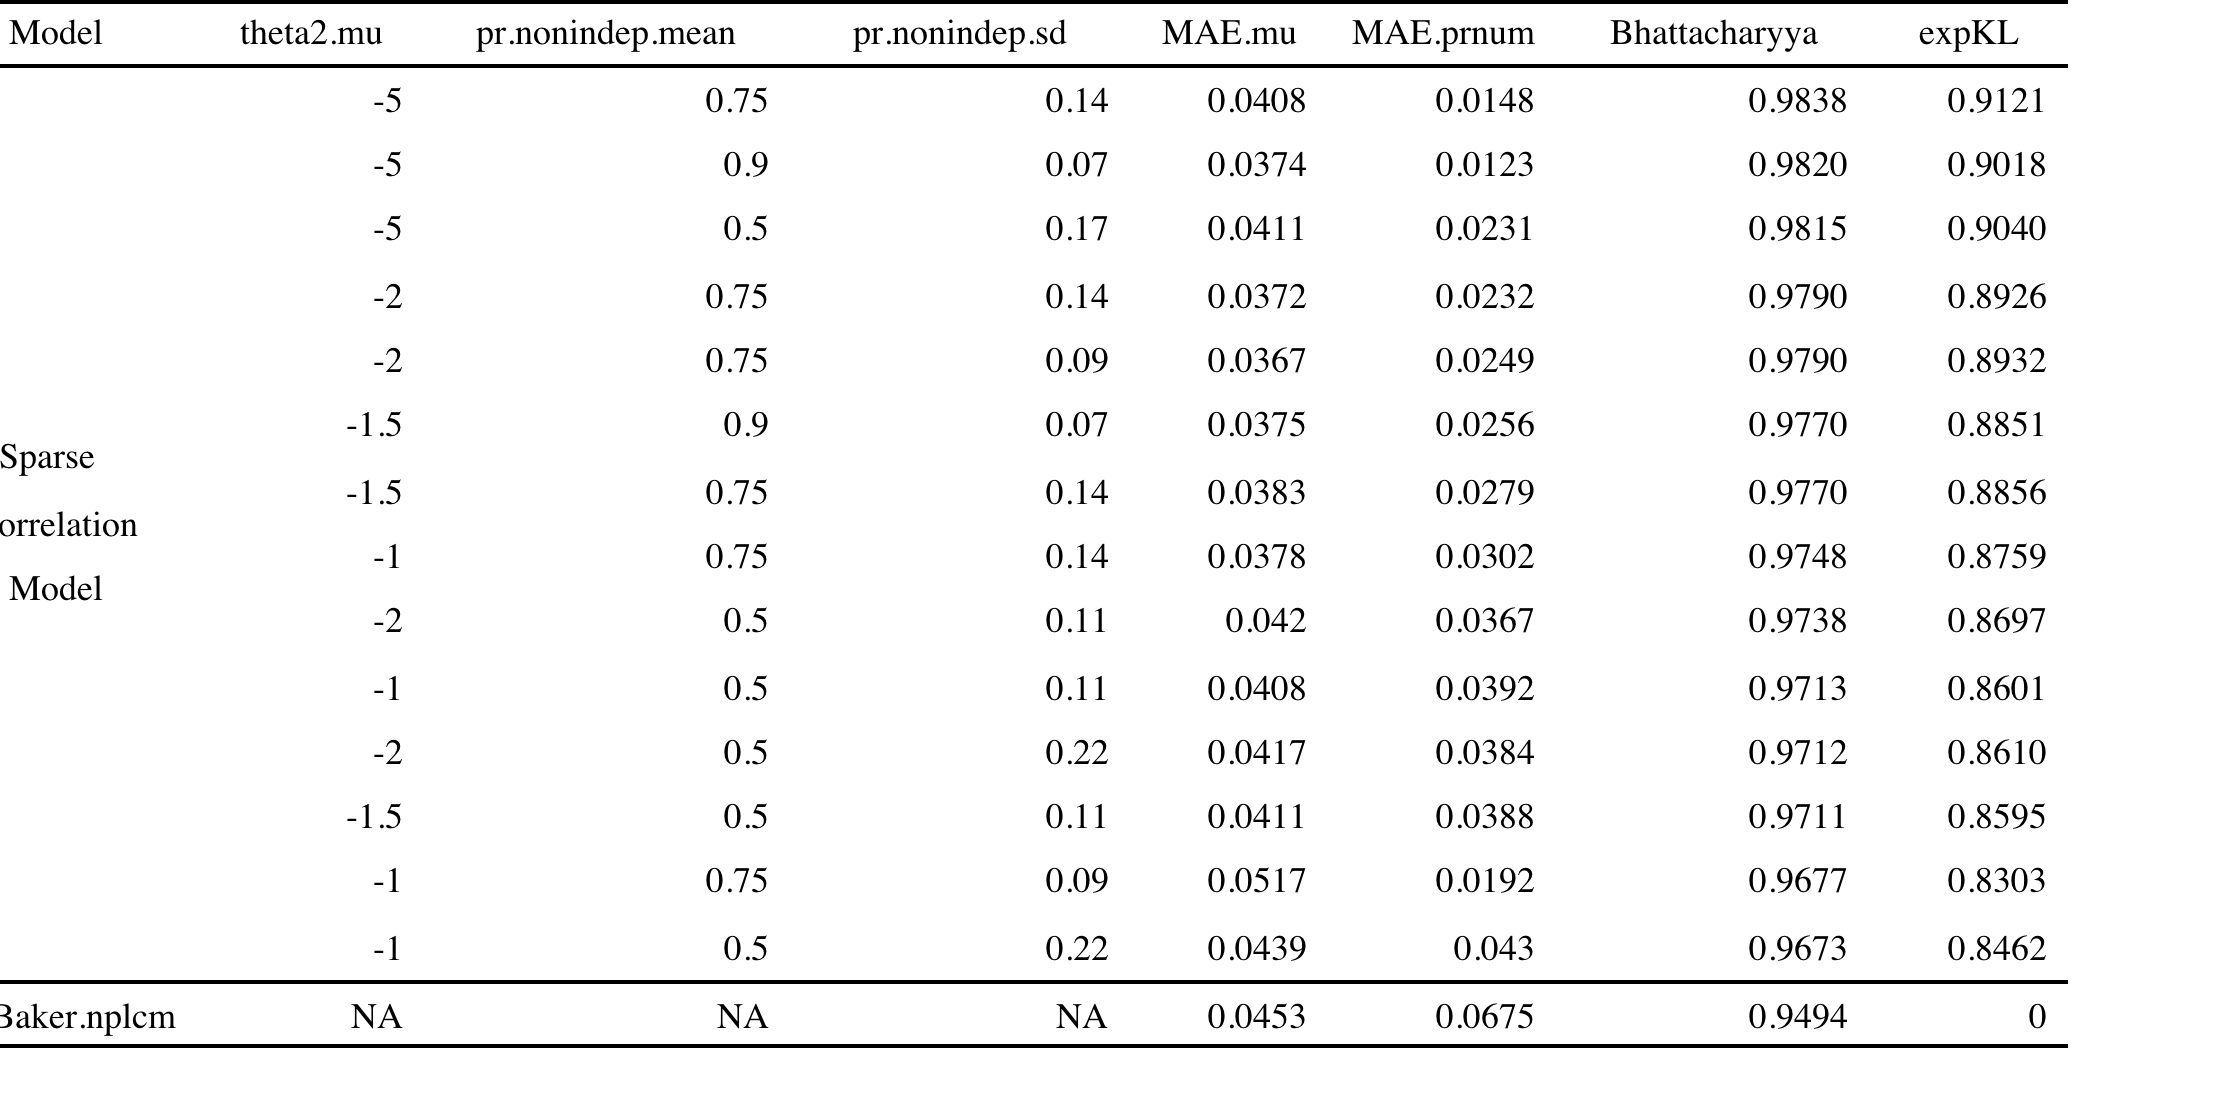 Model theta2.mu pr.nonindep.mean pr.nonindep.sd MAE.mu MAE.prnum Bhattacharyya expKL
-5 0.75 0.14 0.0408 0.0148 0.9838 0.9121
-5 0.9 0.07 0.0374 0.0123 0.9820 0.9018
-5 0.5 0.17 0.0411 0.0231 0.9815 0.9040
-2 0.75 0.14 0.0372 0.0232 0.9790 0.8926
-2 0.75 0.09 0.0367 0.0249 0.9790 0.8932
-1.5 0.9 0.07 0.0375 0.0256 0.9770 0.8851
Sparse
-1.5 0.75 0.14 0.0383 0.0279 0.9770 0.8856
orrelation
-1 0.75 0.14 0.0378 0.0302 0.9748 0.8759
Model
-2 0.5 0.11 0.042 0.0367 0.9738 0.8697
-1 0.5 0.11 0.0408 0.0392 0.9713 0.8601
-2 0.5 0.22 0.0417 0.0384 0.9712 0.8610
-1.5 0.5 0.11 0.0411 0.0388 0.9711 0.8595
-1 0.75 0.09 0.0517 0.0192 0.9677 0.8303
-1 0.5 0.22 0.0439 0.043 0.9673 0.8462
Baker.nplcm NA NA NA 0.0453 0.0675 0.9494 0